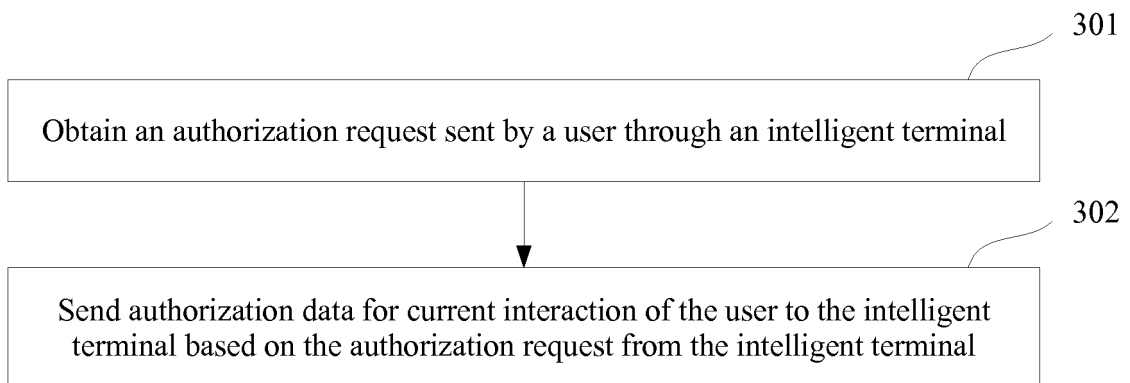 301
Obtain an authorization request sent by a user through an intelligent terminal
302
Send authorization data for current interaction of the user to the intelligent
terminal based on the authorization request from the intelligent terminal